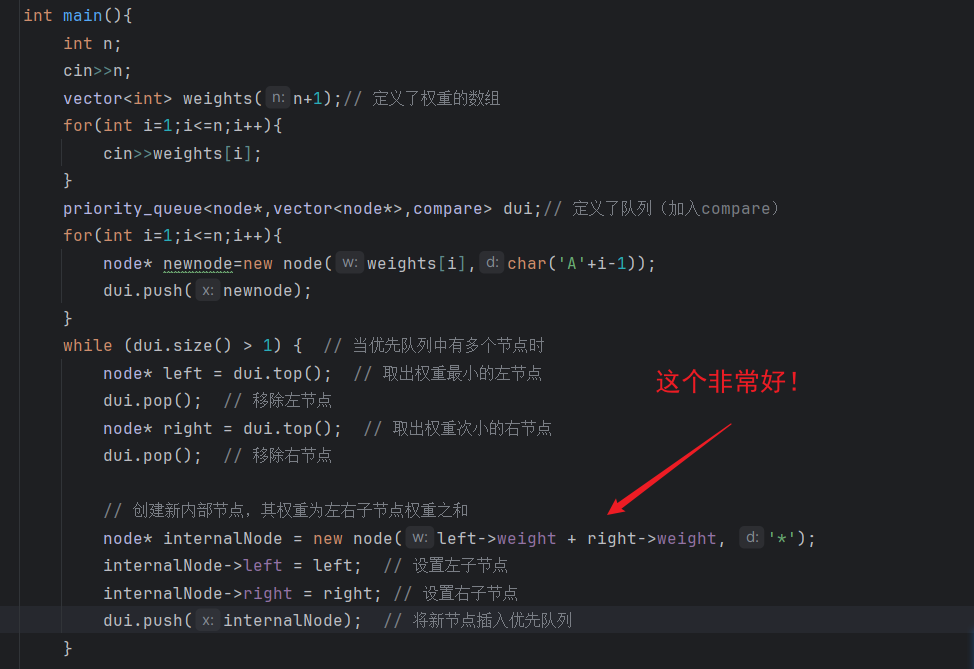 int main(){
int n;
cin>>n;
vector<int> weights( n: n+1);// 定义了权重的数组
for(int i=1;i<=n;i++){
cin>>weights[i];
}
priority_queue<node*,vector<node*>,compare> dui;// 定义了队列（加入compare）
for(int i=1;i<=n;i++){
node* newnode=new node( w: weights[i], d: char('A'+i-1));
dui.push( x: newnode);
}
while (dui.size() > 1) {  // 当优先队列中有多个节点时
node* left = dui.top();  // 取出权重最小的左节点
dui.pop();  // 移除左节点
node* right = dui.top();  // 取出权重次小的右节点
dui.pop();  // 移除右节点
这个非常好！
// 创建新内部节点，其权重为左右子节点权重之和
node* internalNode = new node( w: left->weight + right->weight, d: '*');
internalNode->left = left;  // 设置左子节点
internalNode->right = right; // 设置右子节点
dui.push( x: internalNode);  // 将新节点插入优先队列
}